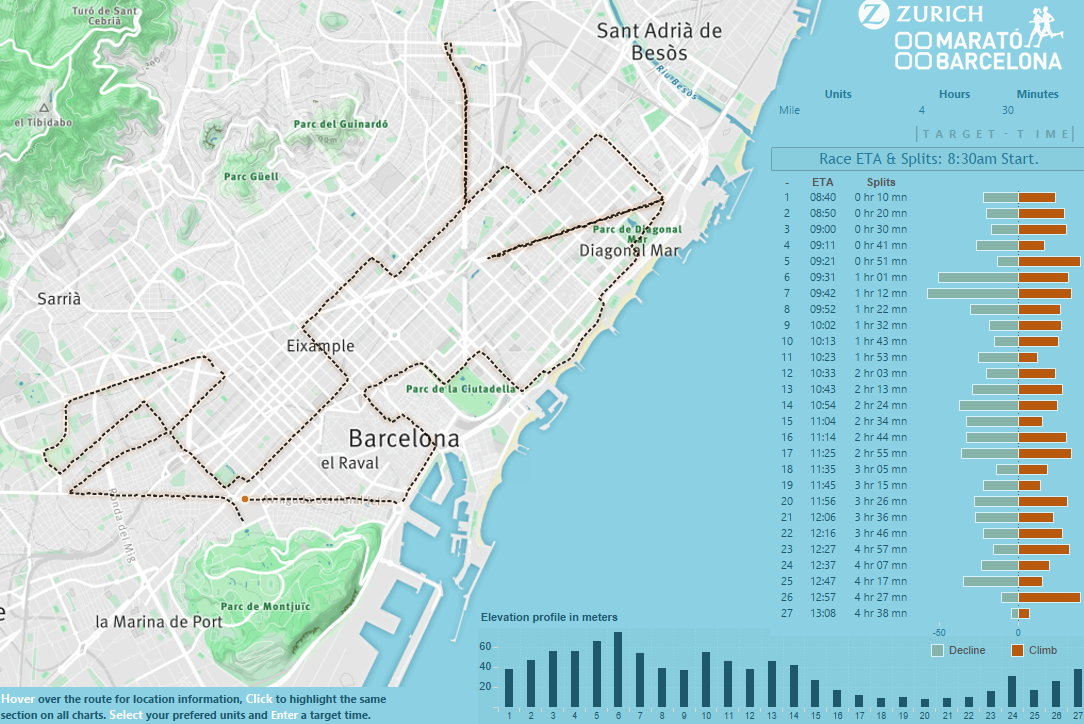 Turó de Sant
Cebrià
el Tibidabo
Parc del Guinardó
Parc Güell
Sant Adrià de
Besòs
Riu Besòs
Parc de Diagonal
Mar
Diagonal Mar
Sarrià
Eixample
Parc de la Ciutadella
Barcelona
el Raval
Ronda del Mig
Parc de Montjuïc
la Marina de Port
e
ZURICH
MARATÓ
BARCELONA
Units Hours Minutes
Mile 4 30
TARGET-TIME
Race ETA & Splits: 8:30am Start.
- ETA Splits
1 08:40 0 hr 10 mn
2 08:50 0 hr 20 mn
3 09:00 0 hr 30 mn
4 09:11 0 hr 41 mn
5 09:21 0 hr 51 mn
6 09:31 1 hr 01 mn
7 09:42 1 hr 12 mn
8 09:52 1 hr 22 mn
9 10:02 1 hr 32 mn
10 10:13 1 hr 43 mn
11 10:23 1 hr 53 mn
12 10:33 2 hr 03 mn
13 10:43 2 hr 13 mn
14 10:54 2 hr 24 mn
15 11:04 2 hr 34 mn
16 11:14 2 hr 44 mn
17 11:25 2 hr 55 mn
18 11:35 3 hr 05 mn
19 11:45 3 hr 15 mn
20 11:56 3 hr 26 mn
21 12:06 3 hr 36 mn
22 12:16 3 hr 46 mn
23 12:27 4 hr 57 mn
24 12:37 4 hr 07 mn
25 12:47 4 hr 17 mn
26 12:57 4 hr 27 mn
27 13:08 4 hr 38 mn
-50 0
Decline Climb
Elevation profile in meters
60
40
20
1 2 3 4 5 6 7 8 9 10 11 12 13 14 15 16 17 18 19 20 21 22 23 24 25 26 27
Hover over the route for location information, Click to highlight the same
section on all charts. Select your prefered units and Enter a target time.